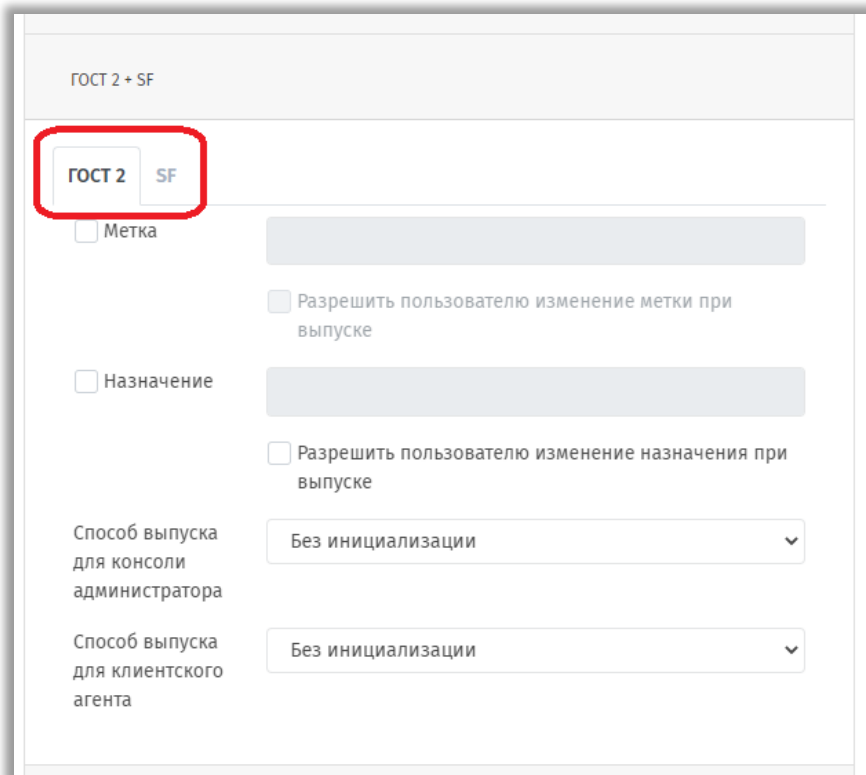 ГОСТ 2 + SF
ГОСТ 2 SF
Метка
Разрешить пользователю изменение метки при
выпуске
Назначение
Разрешить пользователю изменение назначения при
выпуске
Способ выпуска
для консоли
администратора
Без инициализации
Способ выпуска
для клиентского
агента
Без инициализации